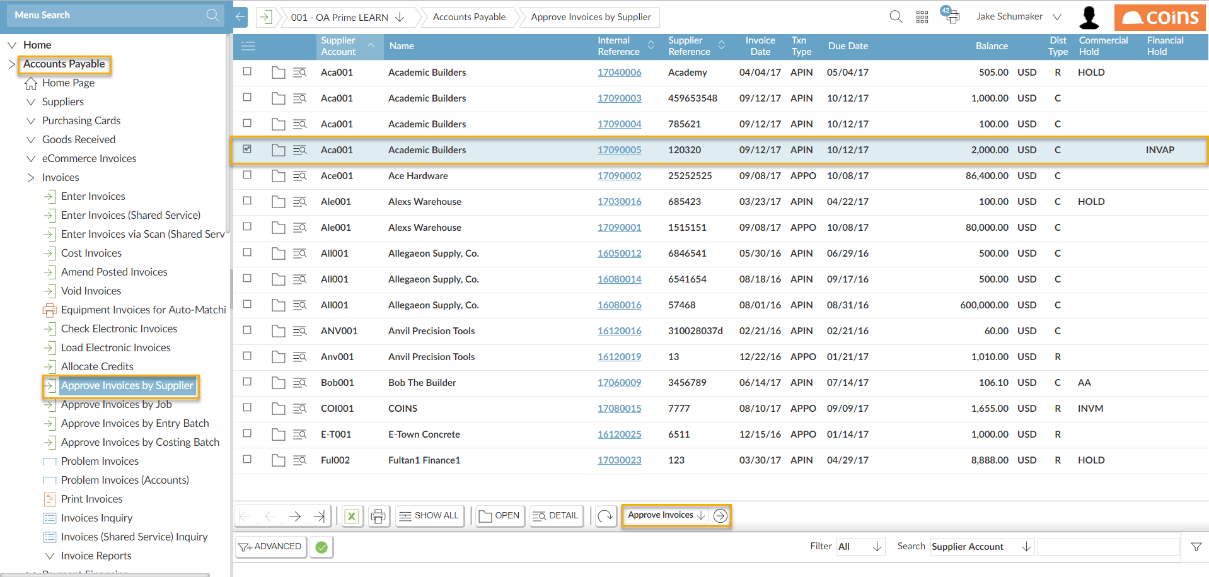 Menu Search
001 - OA Prime LEARN
Accounts Payable
Approve Invoices by Supplier
42
Jake Schumaker
coins
Home
Accounts Payable
Home Page
Suppliers
Purchasing Cards
Goods Received
eCommerce Invoices
Invoices
Enter Invoices
Enter Invoices (Shared Service)
Enter Invoices via Scan (Shared Serv
Cost Invoices
Amend Posted Invoices
Void Invoices
Equipment Invoices for Auto-Matchi
Check Electronic Invoices
Load Electronic Invoices
Allocate Credits
Approve Invoices by Supplier
Approve Invoices by Job
Approve Invoices by Entry Batch
Approve Invoices by Costing Batch
Problem Invoices
Problem Invoices (Accounts)
Print Invoices
Invoices Inquiry
Invoices (Shared Service) Inquiry
Invoice Reports
Supplier Account Name Internal Reference Supplier Reference Invoice Date Txn Type Due Date Balance Dist Type Commercial Hold Financial Hold
Aca001 Academic Builders 17040006 Academy 04/04/17 APIN 05/04/17 505.00 USD R HOLD
Aca001 Academic Builders 17090003 459653548 09/12/17 APIN 10/12/17 1,000.00 USD C
Aca001 Academic Builders 17090004 785621 09/12/17 APIN 10/12/17 100.00 USD C
Aca001 Academic Builders 17090005 120320 09/12/17 APIN 10/12/17 2,000.00 USD C INVAP
Ace001 Ace Hardware 17090002 25252525 09/08/17 APPO 10/08/17 86,400.00 USD C
Ale001 Alexs Warehouse 17030016 685423 03/23/17 APIN 04/22/17 100.00 USD C HOLD
Ale001 Alexs Warehouse 17090001 1515151 09/08/17 APPO 10/08/17 80,000.00 USD C
All001 Allegaeon Supply, Co. 16050012 6846541 05/30/16 APIN 06/29/16 500.00 USD C
All001 Allegaeon Supply, Co. 16080014 6541654 08/18/16 APIN 09/17/16 500.00 USD C
All001 Allegaeon Supply, Co. 16080016 57468 08/01/16 APIN 08/31/16 600,000.00 USD C
ANV001 Anvil Precision Tools 16120016 310028037d 02/21/16 APIN 02/21/16 60.00 USD C
Anv001 Anvil Precision Tools 16120019 13 12/22/16 APPO 01/21/17 1,010.00 USD R
Bob001 Bob The Builder 17060009 3456789 06/14/17 APIN 07/14/17 106.10 USD C AA
COI001 COINS 17080015 7777 08/10/17 APPO 09/09/17 1,655.00 USD R INVM
E-T001 E-Town Concrete 16120025 6511 12/15/16 APPO 01/14/17 1,000.00 USD R
Ful002 Fultan1 Finance1 17030023 123 03/30/17 APIN 04/29/17 8,888.00 USD R HOLD
SHOW ALL OPEN DETAIL Approve Invoices
ADVANCED Filter All Search Supplier Account